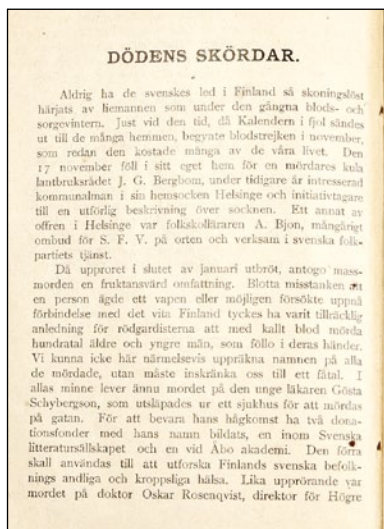 DÖDENS SKÖRDAR.
Aldrig ha de svenskes led i Finland så skoningslöst
härjats av liemannen som under den gångna blods- och
sorgevintern. Just vid den tid, då Kalendern i fjol sändes
ut till de många hemmen, begynte blodstrejken i november,
som redan den kostade många av de våra livet. Den
17 november föll i sitt eget hem för en mördares kula
lantbruksrådet J. G. Bergbom, under tidigare år intresserad
kommunalman i sin hemsocken Helsinge och initiativtagare
till en utförlig beskrivning över socknen. Ett annat av
offren i Helsinge var folkskolläraren A. Bjon, mångårigt
ombud för S. F. V. på orten och verksam i svenska folk-
partiets tjänst.
Då upproret i slutet av januari utbröt, antogo mass-
morden en fruktansvärd omfattning. Blotta misstanken att
en person ägde ett vapen eller möjligen försökte uppnå
förbindelse med det vita Finland tyckes ha varit tillräcklig
anledning för rödgardisterna att med kallt blod mörda
hundratal äldre och yngre män, som föllo i deras händer.
Vi kunna icke här närmelsevis uppräkna namnen på alla
de mördade, utan måste inskränka oss till ett fåtal. I
allas minne lever ännu mordet på den unge läkaren Gösta
Schybergson, som utsläpades ur ett sjukhus för att mördas
på gatan. För att bevara hans hågkomst ha två dona-
tionsfonder med hans namn bildats, en inom Svenska
litteratursällskapet och en vid Åbo akademi. Den förra
skall användas till att utforska Finlands svenska befolk-
nings andliga och kroppsliga hälsa. Lika upprörande var
mordet på doktor Oskar Rosenqvist, direktor för Högre